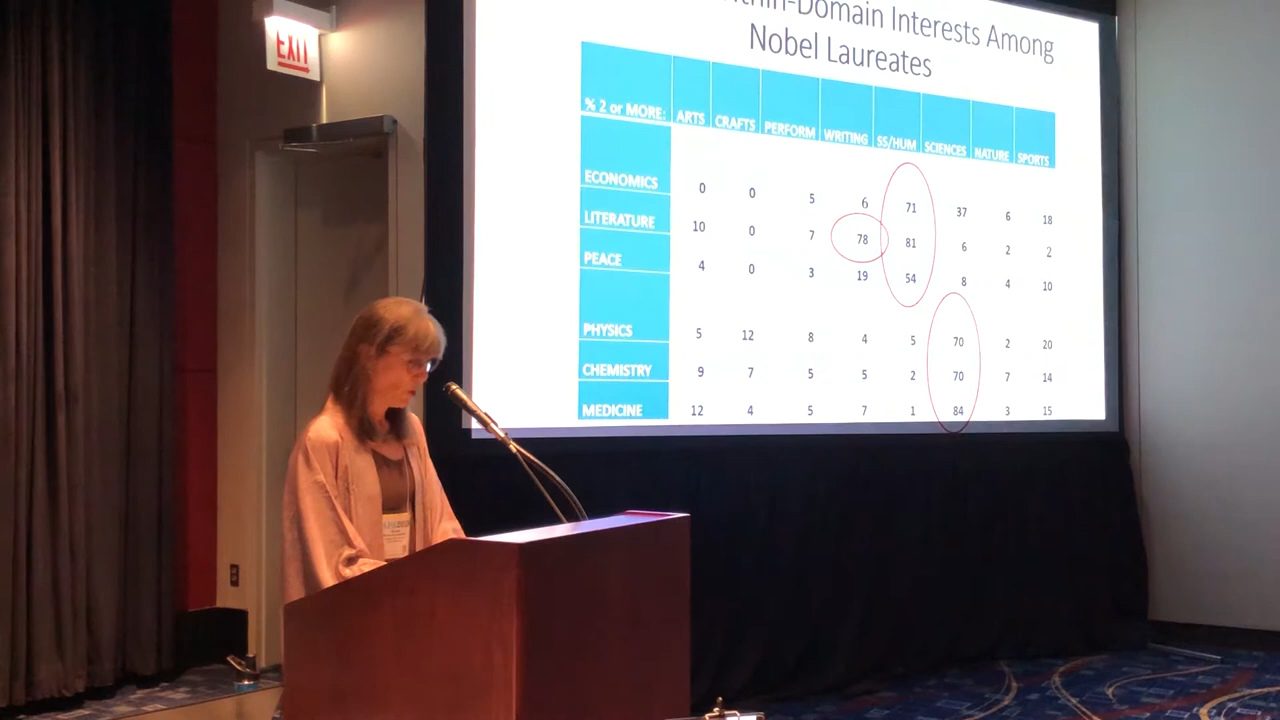 EXIT
-Domain Interests Among
Nobel Laureates
% 2 or MORE: ARTS CRAFTS PERFORM WRITING SS/HUM SCIENCES NATURE SPORTS
ECONOMICS 0 0 5 6 71 37 6 18
LITERATURE 10 0 7 78 81 6 2 2
PEACE 4 0 3 19 54 8 4 10
PHYSICS 5 12 8 4 5 70 2 20
CHEMISTRY 9 7 5 5 2 70 7 14
MEDICINE 12 4 5 7 1 84 3 15